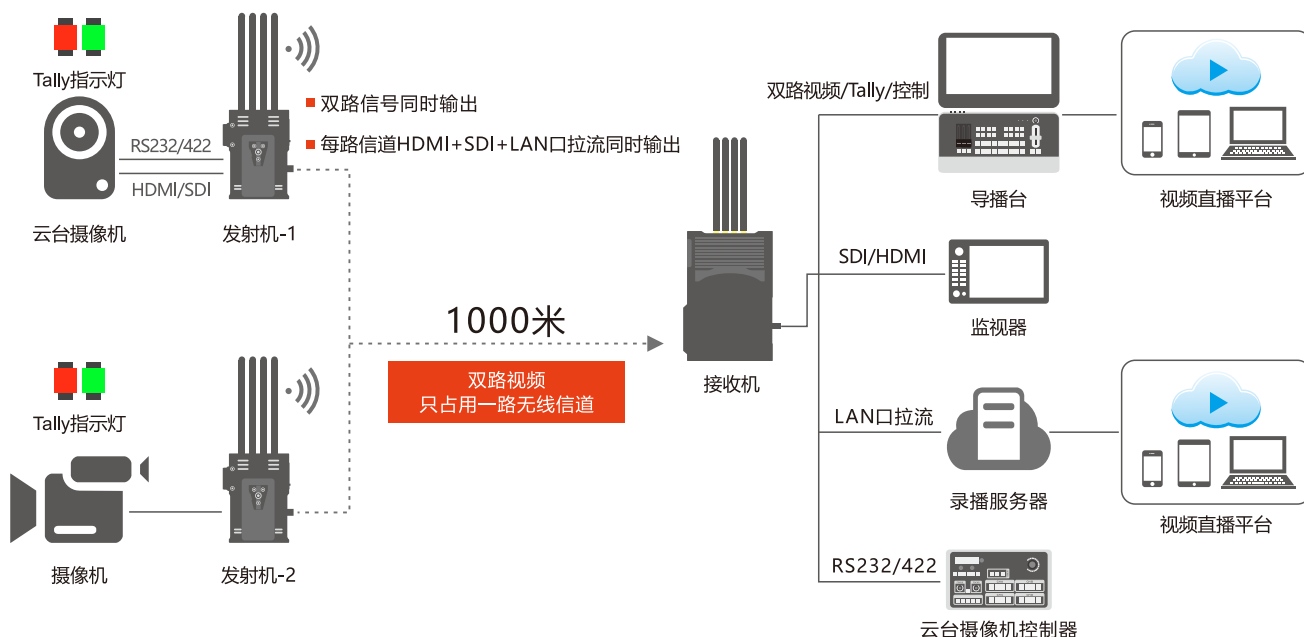 Tally指示灯
双路信号同时输出
每路信道HDMI+SDI+LAN口拉流同时输出
RS232/422
HDMI/SDI
云台摄像机
发射机-1
1000米
双路视频
只占用一路无线信道
Tally指示灯
摄像机
发射机-2
接收机
双路视频/Tally/控制
导播台
视频直播平台
SDI/HDMI
监视器
LAN口拉流
录播服务器
视频直播平台
RS232/422
云台摄像机控制器